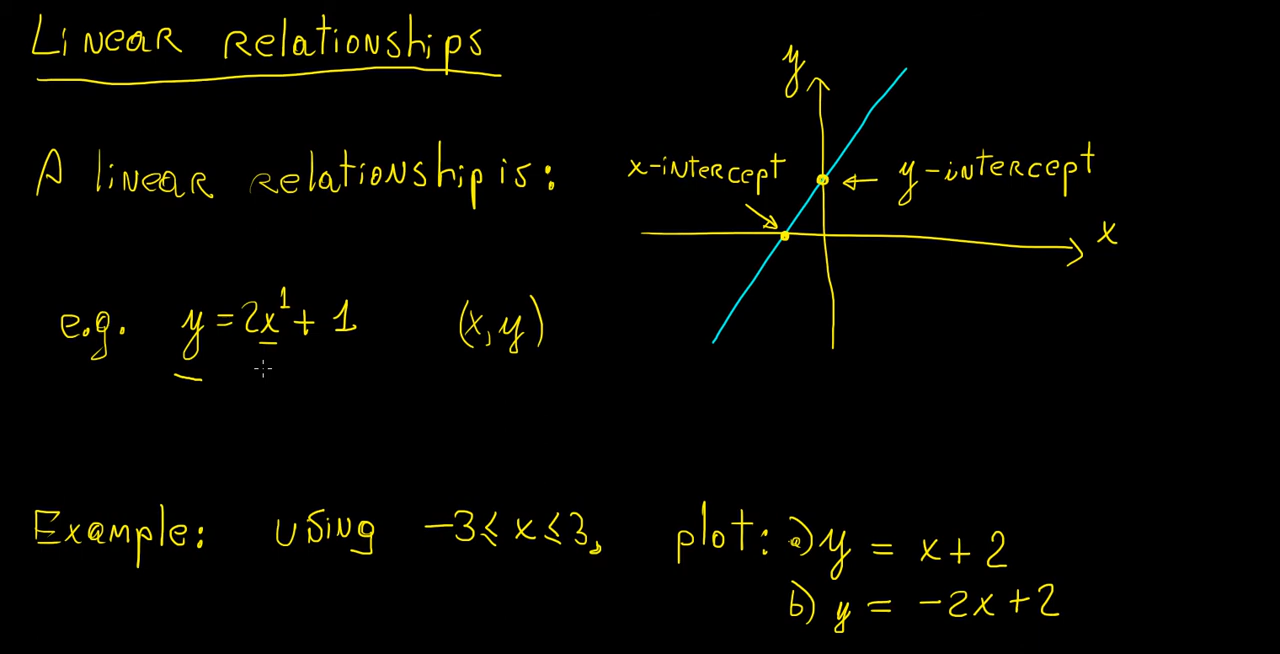 Linear relationships
A linear relationship is:
e.g. y = 2x¹ + 1 (x, y)
y
x-intercept
y-intercept
x
Example: using -3 ≤ x ≤ 3, plot: a) y = x + 2
b) y = -2x + 2